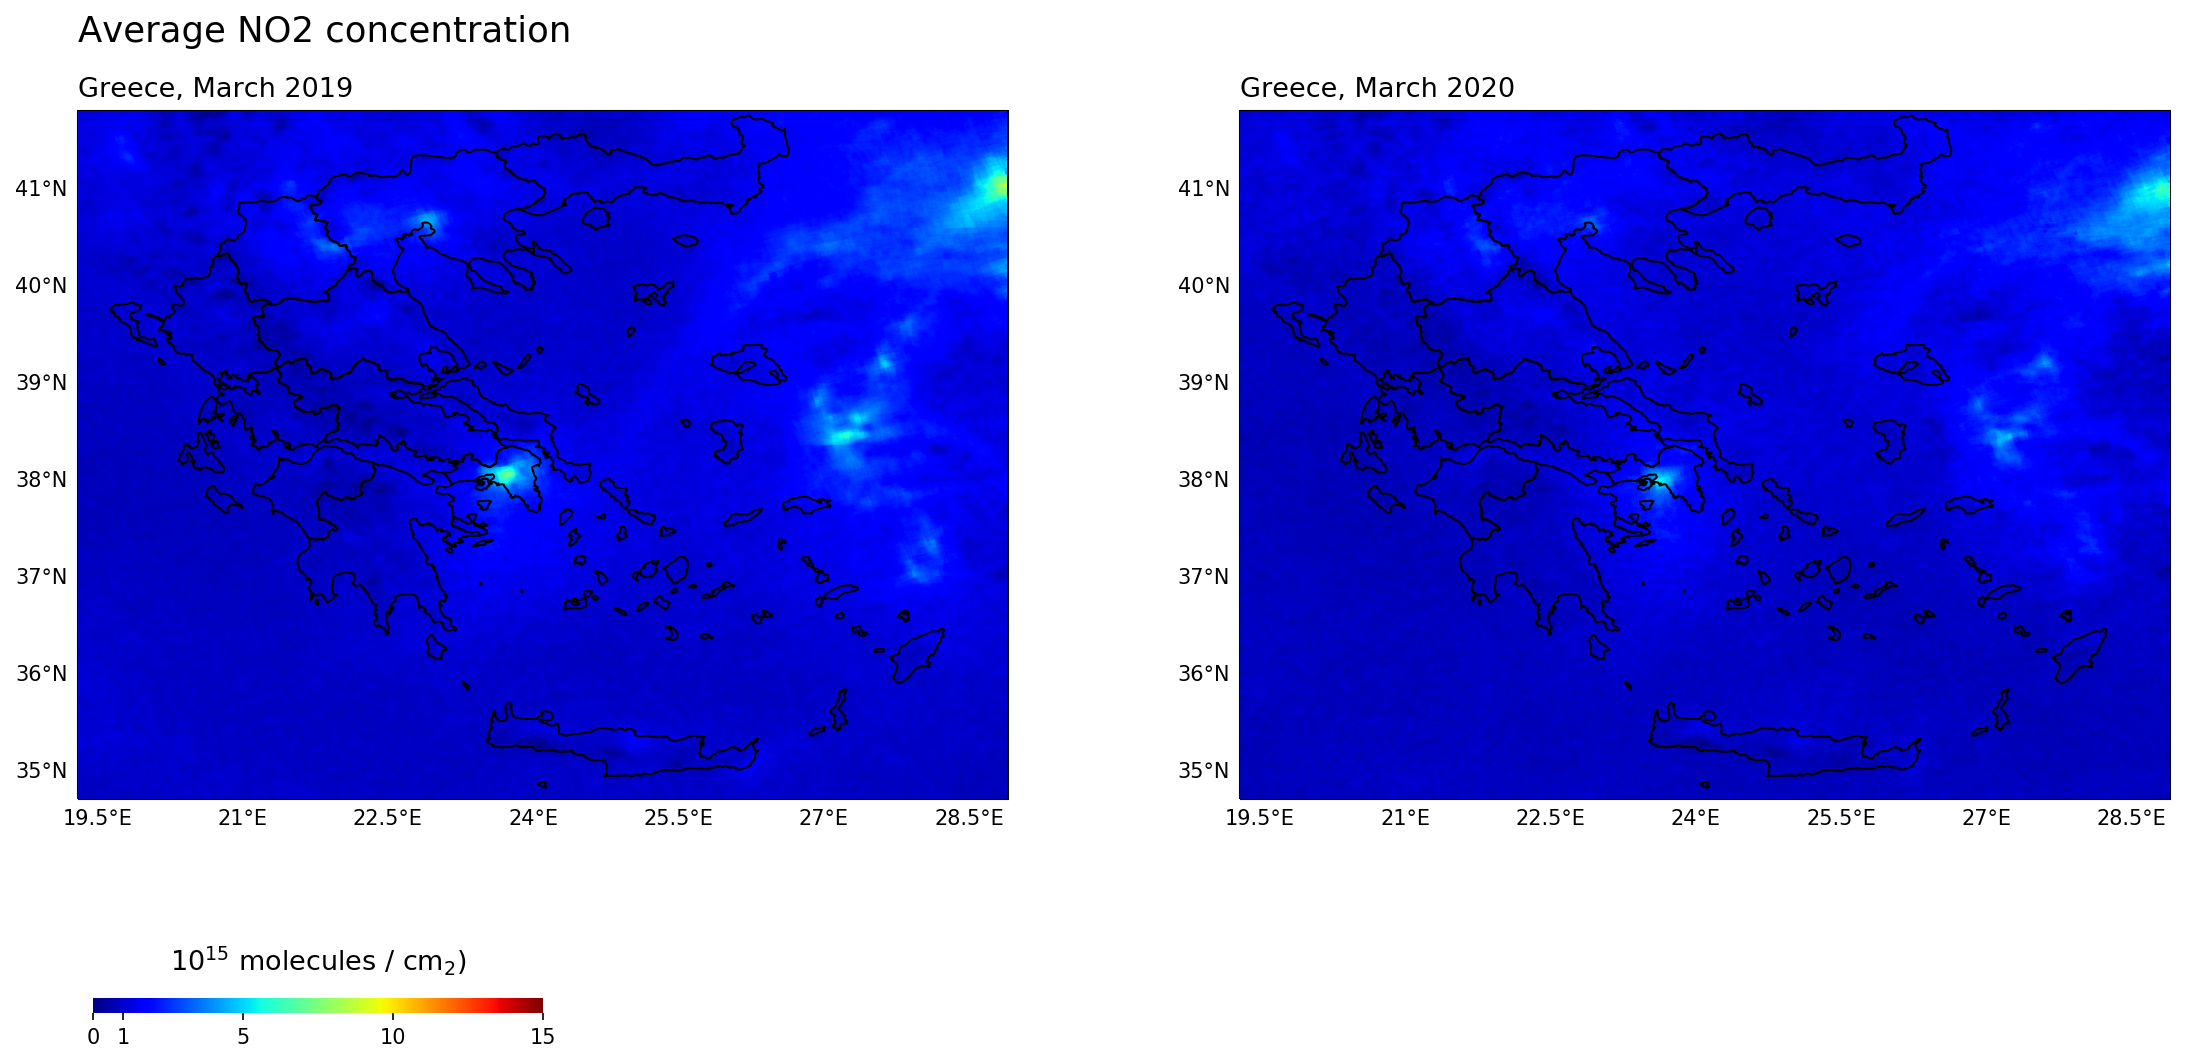 Average NO2 concentration
Greece, March 2019
Greece, March 2020
41°N
40°N
39°N
38°N
37°N
36°N
35°N
19.5°E 21°E 22.5°E 24°E 25.5°E 27°E 28.5°E
41°N
40°N
39°N
38°N
37°N
36°N
35°N
19.5°E 21°E 22.5°E 24°E 25.5°E 27°E 28.5°E
10¹⁵ molecules / cm₂)
0 1 5 10 15